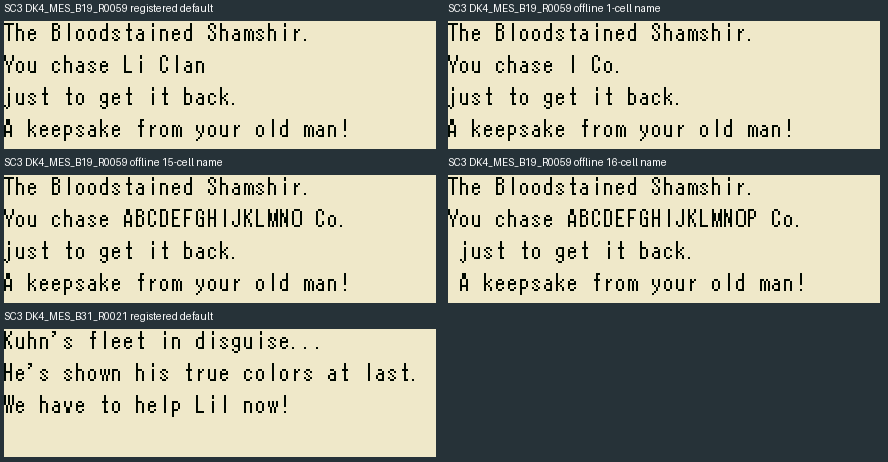 SC3 DK4_MES_B19_R0059 registered default
The Bloodstained Shamshir.
You chase Li Clan
just to get it back.
A keepsake from your old man!
SC3 DK4_MES_B19_R0059 offline 1-cell name
The Bloodstained Shamshir.
You chase I Co.
just to get it back.
A keepsake from your old man!
SC3 DK4_MES_B19_R0059 offline 15-cell name
The Bloodstained Shamshir.
You chase ABCDEFGHIJKLMNO Co.
just to get it back.
A keepsake from your old man!
SC3 DK4_MES_B19_R0059 offline 16-cell name
The Bloodstained Shamshir.
You chase ABCDEFGHIJKLMNOP Co.
just to get it back.
A keepsake from your old man!
SC3 DK4_MES_B31_R0021 registered default
Kuhn's fleet in disguise...
He's shown his true colors at last.
We have to help Lil now!